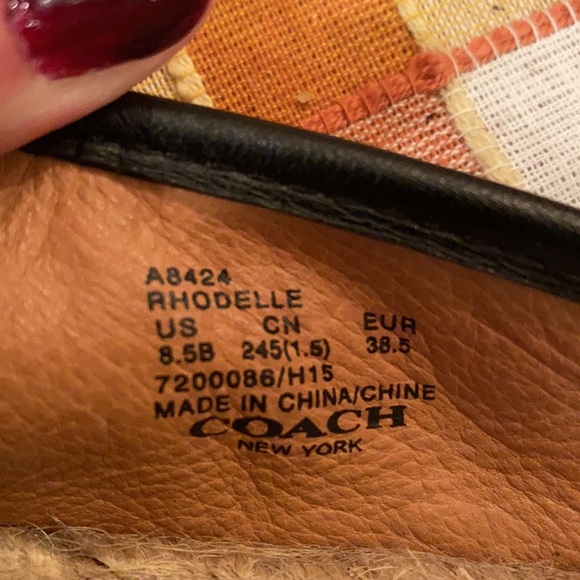 A8424
RHODELLE
US CN EUR
8.5B 245(1.5) 38.5
7200086/H15
MADE IN CHINA/CHINE
COACH
NEW YORK